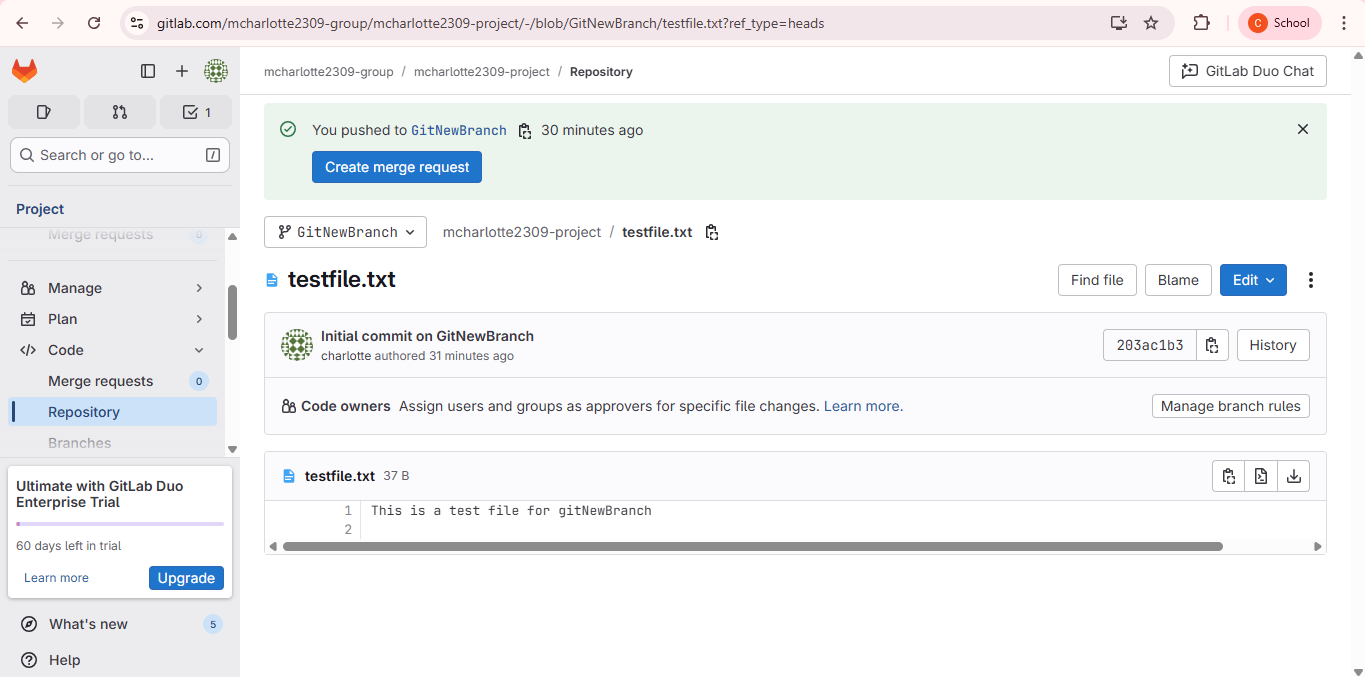 gitlab.com/mcharlotte2309-group/mcharlotte2309-project/-/blob/GitNewBranch/testfile.txt?ref_type=heads
C School
mcharlotte2309-group / mcharlotte2309-project / Repository
GitLab Duo Chat
1
Search or go to... /
Project
Merge requests 0
Manage
Plan
Code
Merge requests 0
Repository
Branches
Ultimate with GitLab Duo
Enterprise Trial
60 days left in trial
Learn more Upgrade
What's new 5
Help
You pushed to GitNewBranch 30 minutes ago
Create merge request
GitNewBranch mcharlotte2309-project / testfile.txt
testfile.txt
Find file Blame Edit
Initial commit on GitNewBranch
charlotte authored 31 minutes ago
203ac1b3 History
Code owners Assign users and groups as approvers for specific file changes. Learn more.
Manage branch rules
testfile.txt 37 B
1 This is a test file for gitNewBranch
2